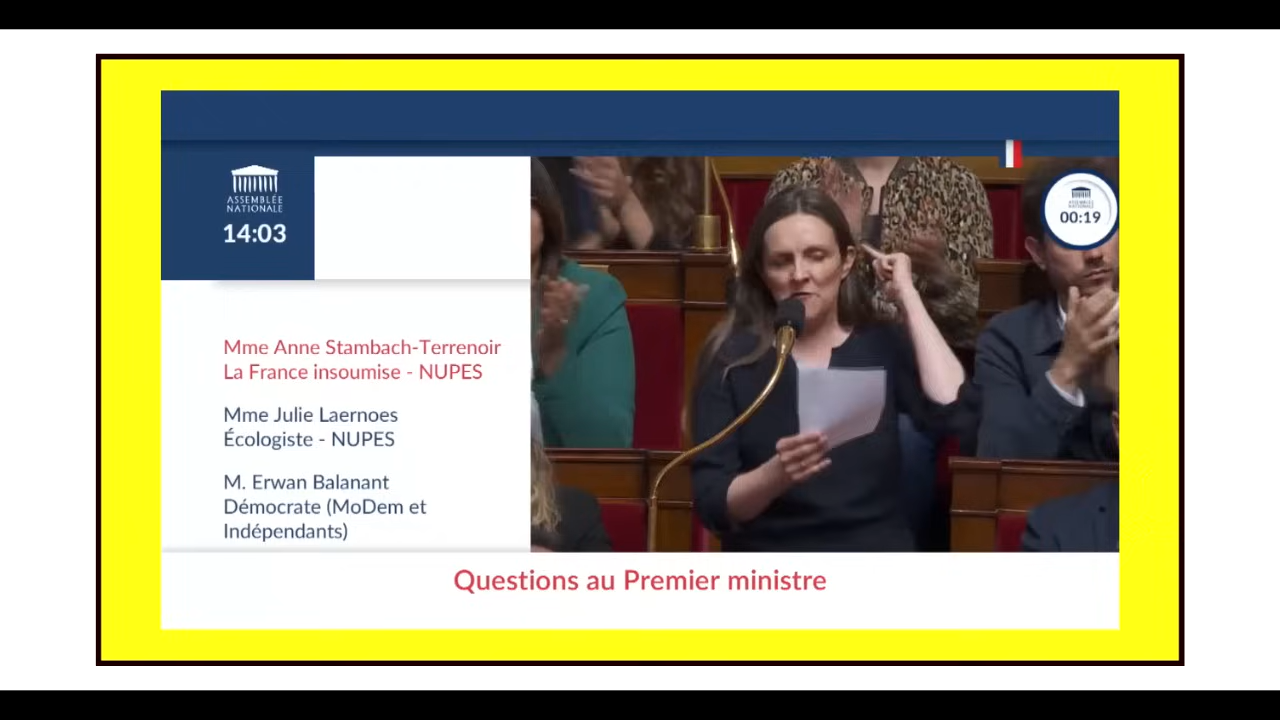 ASSEMBLÉE
NATIONALE
14:03
Mme Anne Stambach-Terrenoir
La France insoumise - NUPES
Mme Julie Laernoes
Écologiste - NUPES
M. Erwan Balanant
Démocrate (MoDem et
Indépendants)
ASSEMBLÉE
NATIONALE
00:19
Questions au Premier ministre